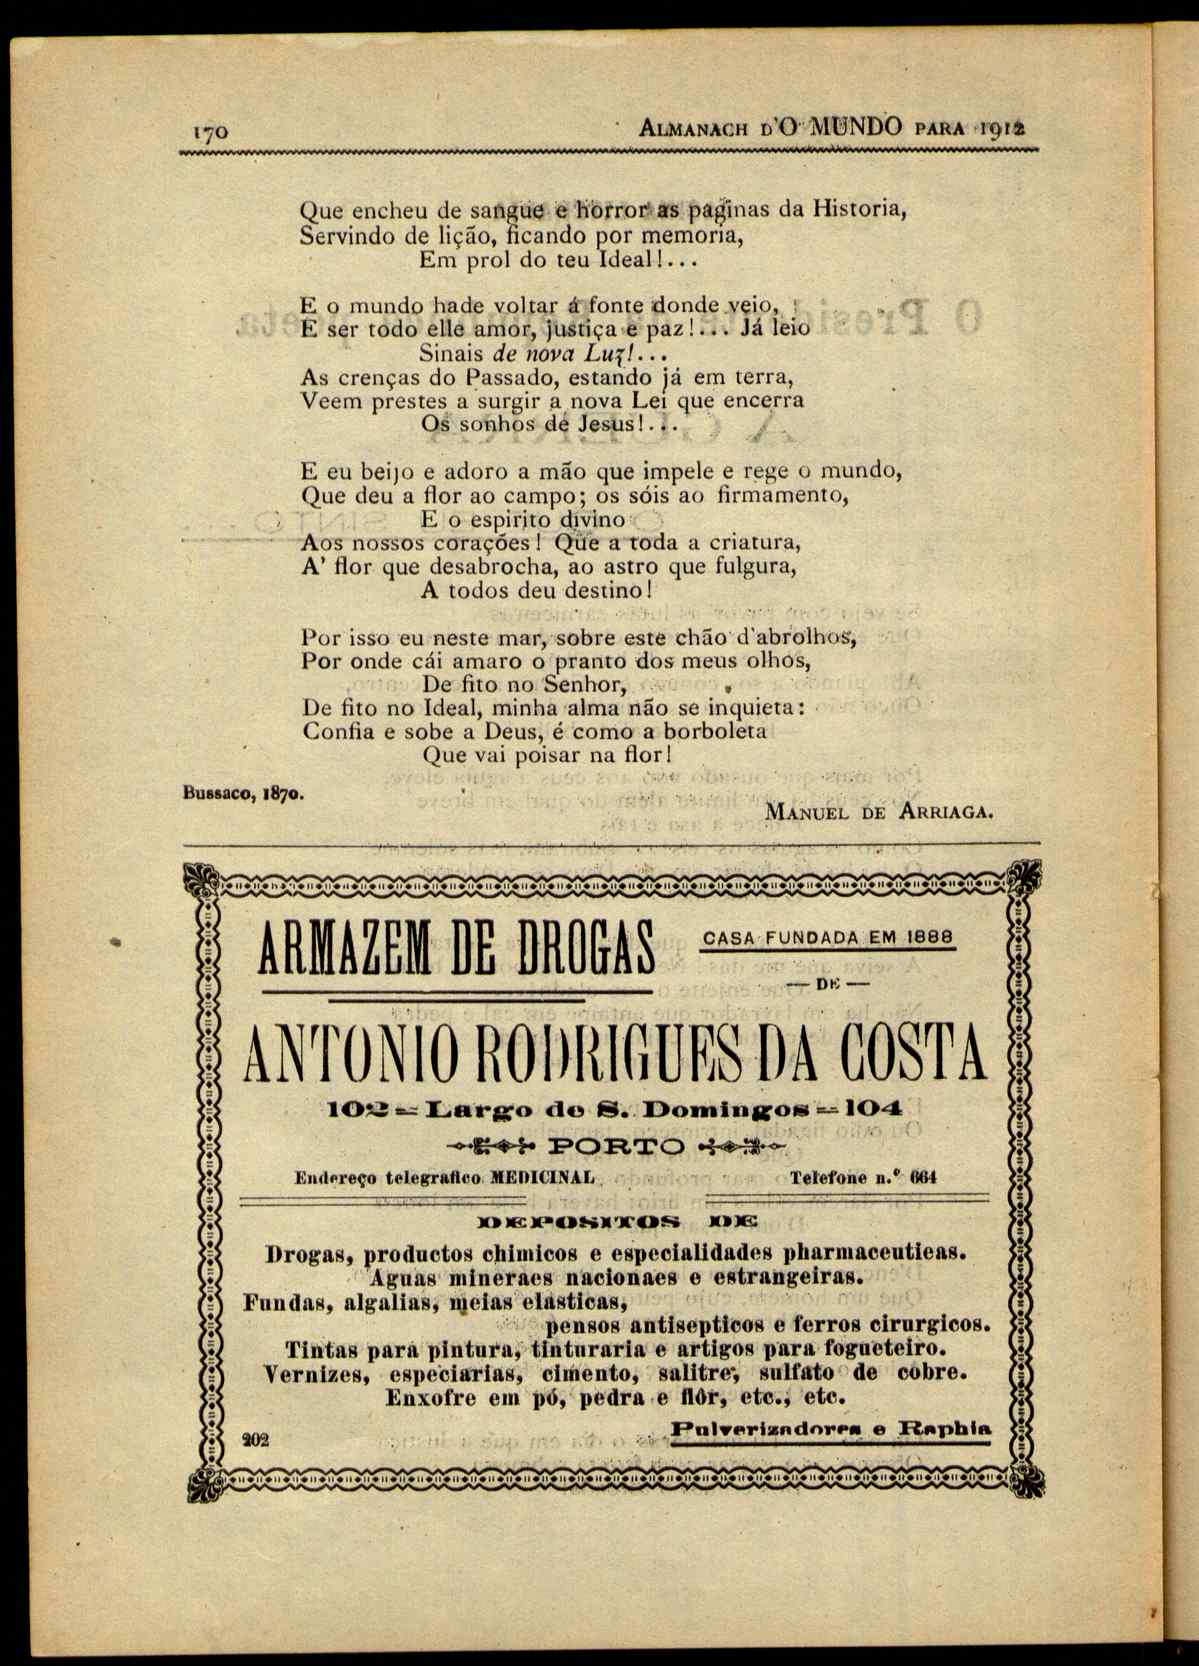 170
ALMANACH D'O MUNDO PARA 1912
Que encheu de sangue e horror as paginas da Historia,
Servindo de lição, ficando por memoria,
Em prol do teu Ideal!...
E o mundo hade voltar á fonte donde veio,
E ser todo elle amor, justiça e paz!... Já leio
Sinais de nova Luz!...
As crenças do Passado, estando já em terra,
Veem prestes a surgir a nova Lei que encerra
Os sonhos de Jesus!...
E eu beijo e adoro a mão que impele e rege o mundo,
Que deu a flor ao campo; os sóis ao firmamento,
E o espirito divino
Aos nossos corações! Que a toda a criatura,
A' flor que desabrocha, ao astro que fulgura,
A todos deu destino!
Por isso eu neste mar, sobre este chão d'abrolhos,
Por onde cái amaro o pranto dos meus olhos,
De fito no Senhor,
De fito no Ideal, minha alma não se inquieta:
Confia e sobe a Deus, é como a borboleta
Que vai poisar na flor!
Bussaco, 1870.
MANUEL DE ARRIAGA.
ARMAZEM DE DROGAS
CASA FUNDADA EM 1888
— DE —
ANTONIO RODRIGUES DA COSTA
102 = Largo de S. Domingos = 104
PORTO
Endereço telegrafico MEDICINAL
Telefone n.º 664
DEPOSITOS DE
Drogas, productos chimicos e especialidades pharmaceuticas.
Aguas mineraes nacionaes e estrangeiras.
Fundas, algalias, meias elasticas,
pensos antisepticos e ferros cirurgicos.
Tintas para pintura, tinturaria e artigos para fogueteiro.
Vernizes, especiarias, cimento, salitre, sulfato de cobre.
Enxofre em pó, pedra e flôr, etc., etc.
202
Pulverizadores e Raphia